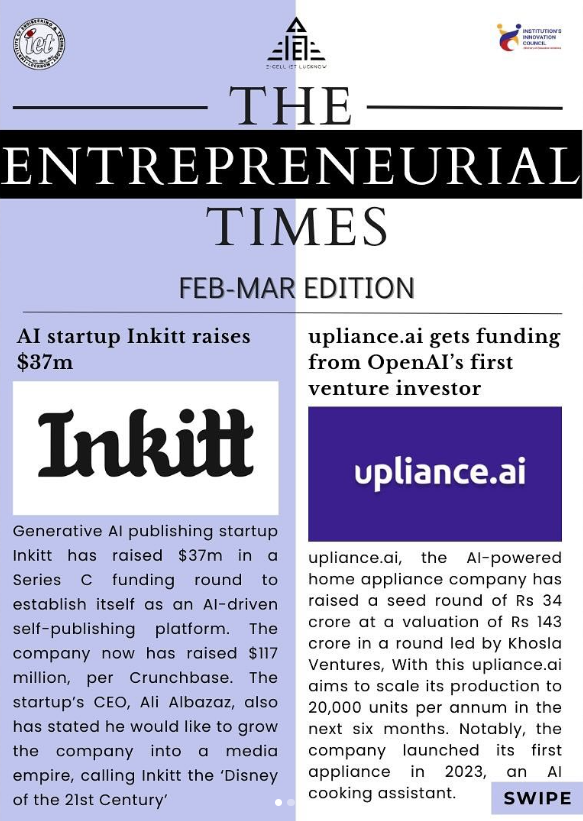 iet
E-CELL IET LUCKNOW
INSTITUTION'S
INNOVATION
COUNCIL
THE
ENTREPRENEURIAL
TIMES
FEB-MAR EDITION
AI startup Inkitt raises
$37m
Inkitt
Generative AI publishing startup
Inkitt has raised $37m in a
Series C funding round to
establish itself as an AI-driven
self-publishing platform. The
company now has raised $117
million, per Crunchbase. The
startup's CEO, Ali Albazaz, also
has stated he would like to grow
the company into a media
empire, calling Inkitt the 'Disney
of the 21st Century'
upliance.ai gets funding
from OpenAI's first
venture investor
upliance.ai
upliance.ai, the AI-powered
home appliance company has
raised a seed round of Rs 34
crore at a valuation of Rs 143
crore in a round led by Khosla
Ventures, With this upliance.ai
aims to scale its production to
20,000 units per annum in the
next six months. Notably, the
company launched its first
appliance in 2023, an AI
cooking assistant.
SWIPE